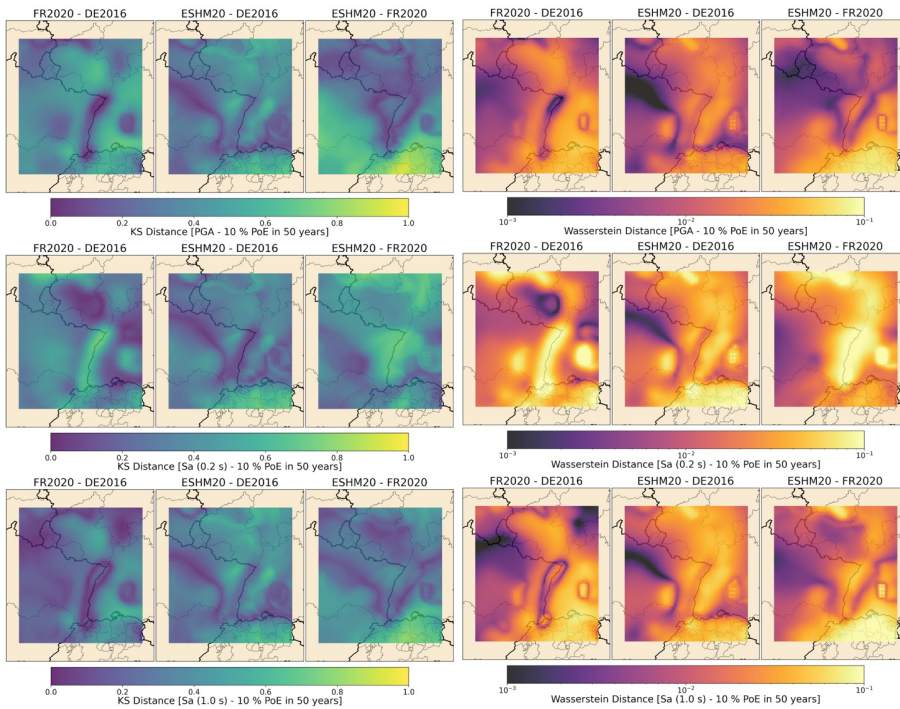 FR2020 - DE2016 ESHM20 - DE2016 ESHM20 - FR2020
0.0 0.2 0.4 0.6 0.8 1.0
KS Distance [PGA - 10 % PoE in 50 years]
FR2020 - DE2016 ESHM20 - DE2016 ESHM20 - FR2020
10⁻³ 10⁻² 10⁻¹
Wasserstein Distance [PGA - 10 % PoE in 50 years]
FR2020 - DE2016 ESHM20 - DE2016 ESHM20 - FR2020
0.0 0.2 0.4 0.6 0.8 1.0
KS Distance [Sa (0.2 s) - 10 % PoE in 50 years]
FR2020 - DE2016 ESHM20 - DE2016 ESHM20 - FR2020
10⁻³ 10⁻² 10⁻¹
Wasserstein Distance [Sa (0.2 s) - 10 % PoE in 50 years]
FR2020 - DE2016 ESHM20 - DE2016 ESHM20 - FR2020
0.0 0.2 0.4 0.6 0.8 1.0
KS Distance [Sa (1.0 s) - 10 % PoE in 50 years]
FR2020 - DE2016 ESHM20 - DE2016 ESHM20 - FR2020
10⁻³ 10⁻² 10⁻¹
Wasserstein Distance [Sa (1.0 s) - 10 % PoE in 50 years]